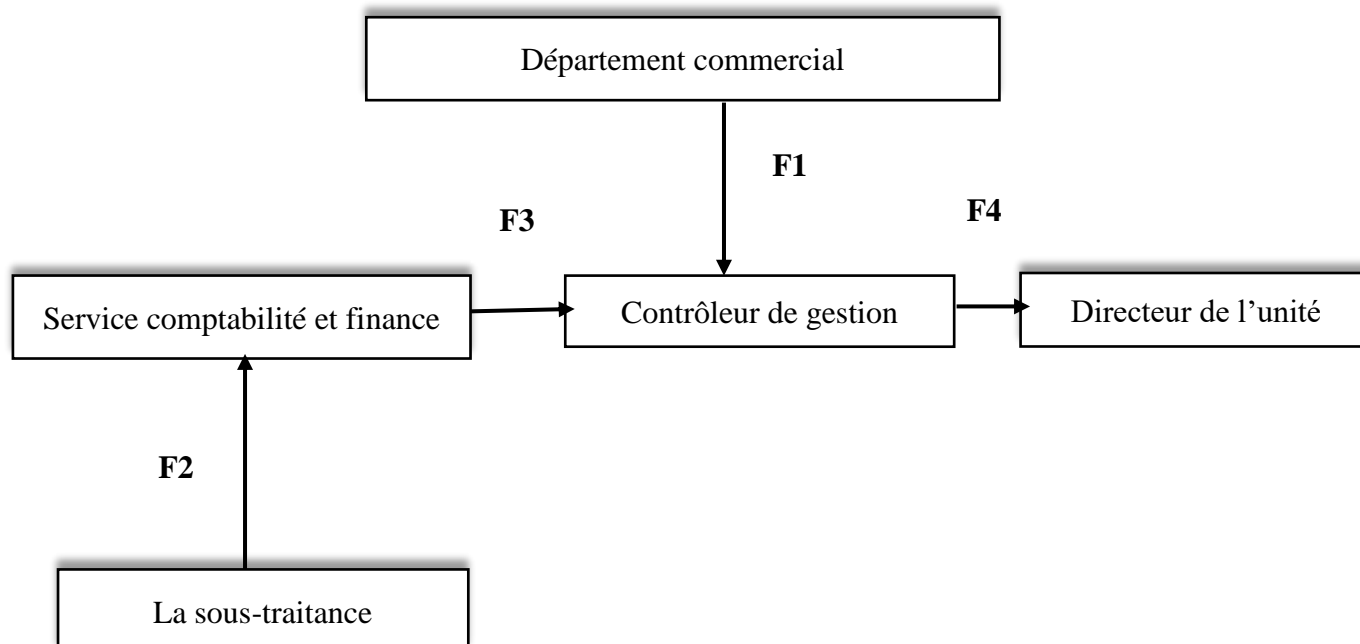 Département commercial
F1
F4
F3
Service comptabilité et finance
Contrôleur de gestion
Directeur de l’unité
F2
La sous-traitance